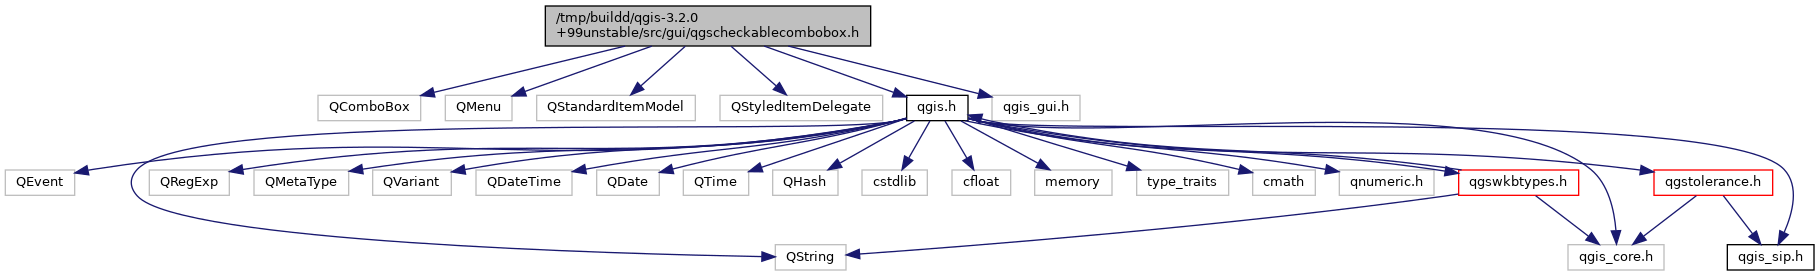 /tmp/buildd/qgis-3.2.0
+99unstable/src/gui/qgscheckablecombobox.h
QComboBox
QMenu
QStandardItemModel
QStyledItemDelegate
qgis.h
qgis_gui.h
QEvent
QRegExp
QMetaType
QVariant
QDateTime
QDate
QTime
QHash
cstdlib
cfloat
memory
type_traits
cmath
qnumeric.h
qgswkbtypes.h
qgstolerance.h
QString
qgis_core.h
qgis_sip.h